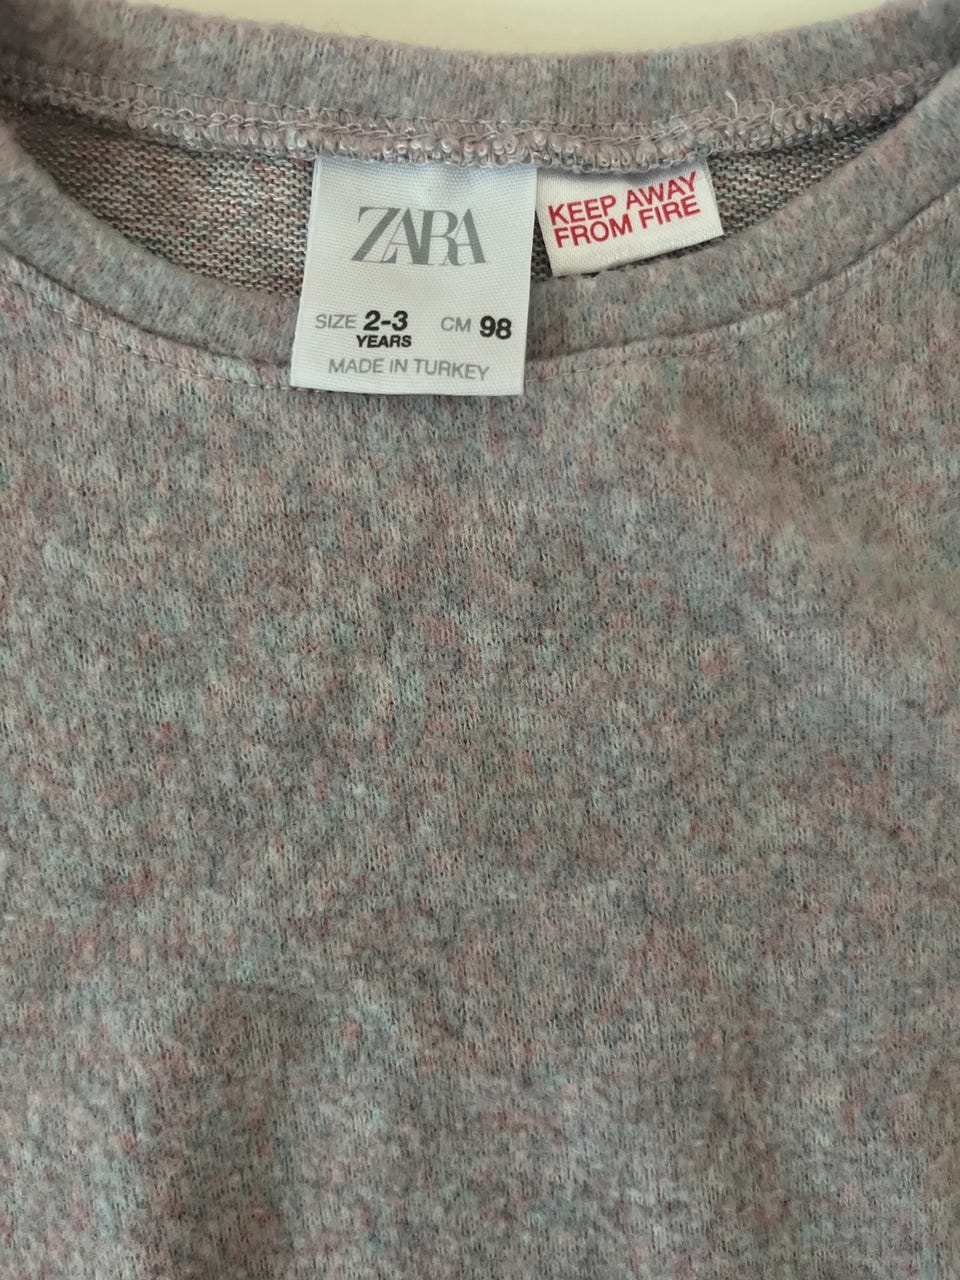 ZARA
SIZE 2-3 CM 98
YEARS
MADE IN TURKEY
KEEP AWAY
FROM FIRE